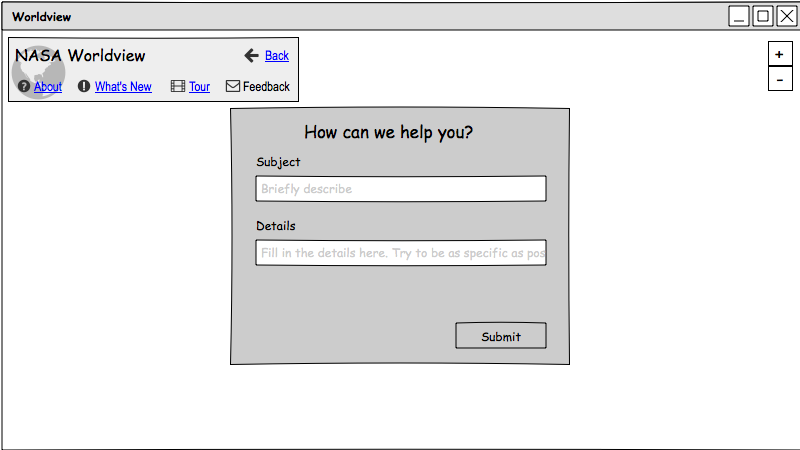 Worldview
NASA Worldview
Back
About What's New Tour Feedback
+
-
How can we help you?
Subject
Briefly describe
Details
Fill in the details here. Try to be as specific as pos
Submit